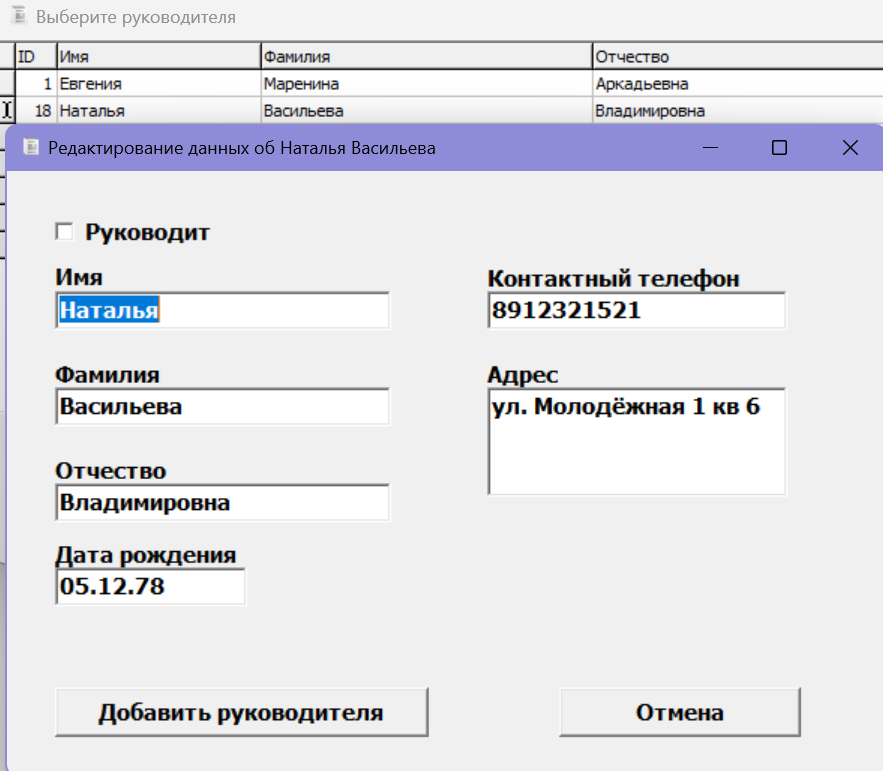 Выберите руководителя
ID Имя Фамилия Отчество
1 Евгения Маренина Аркадьевна
18 Наталья Васильева Владимировна
Редактирование данных об Наталья Васильева
Руководит
Имя
Наталья
Фамилия
Васильева
Отчество
Владимировна
Дата рождения
05.12.78
Контактный телефон
8912321521
Адрес
ул. Молодёжная 1 кв 6
Добавить руководителя
Отмена